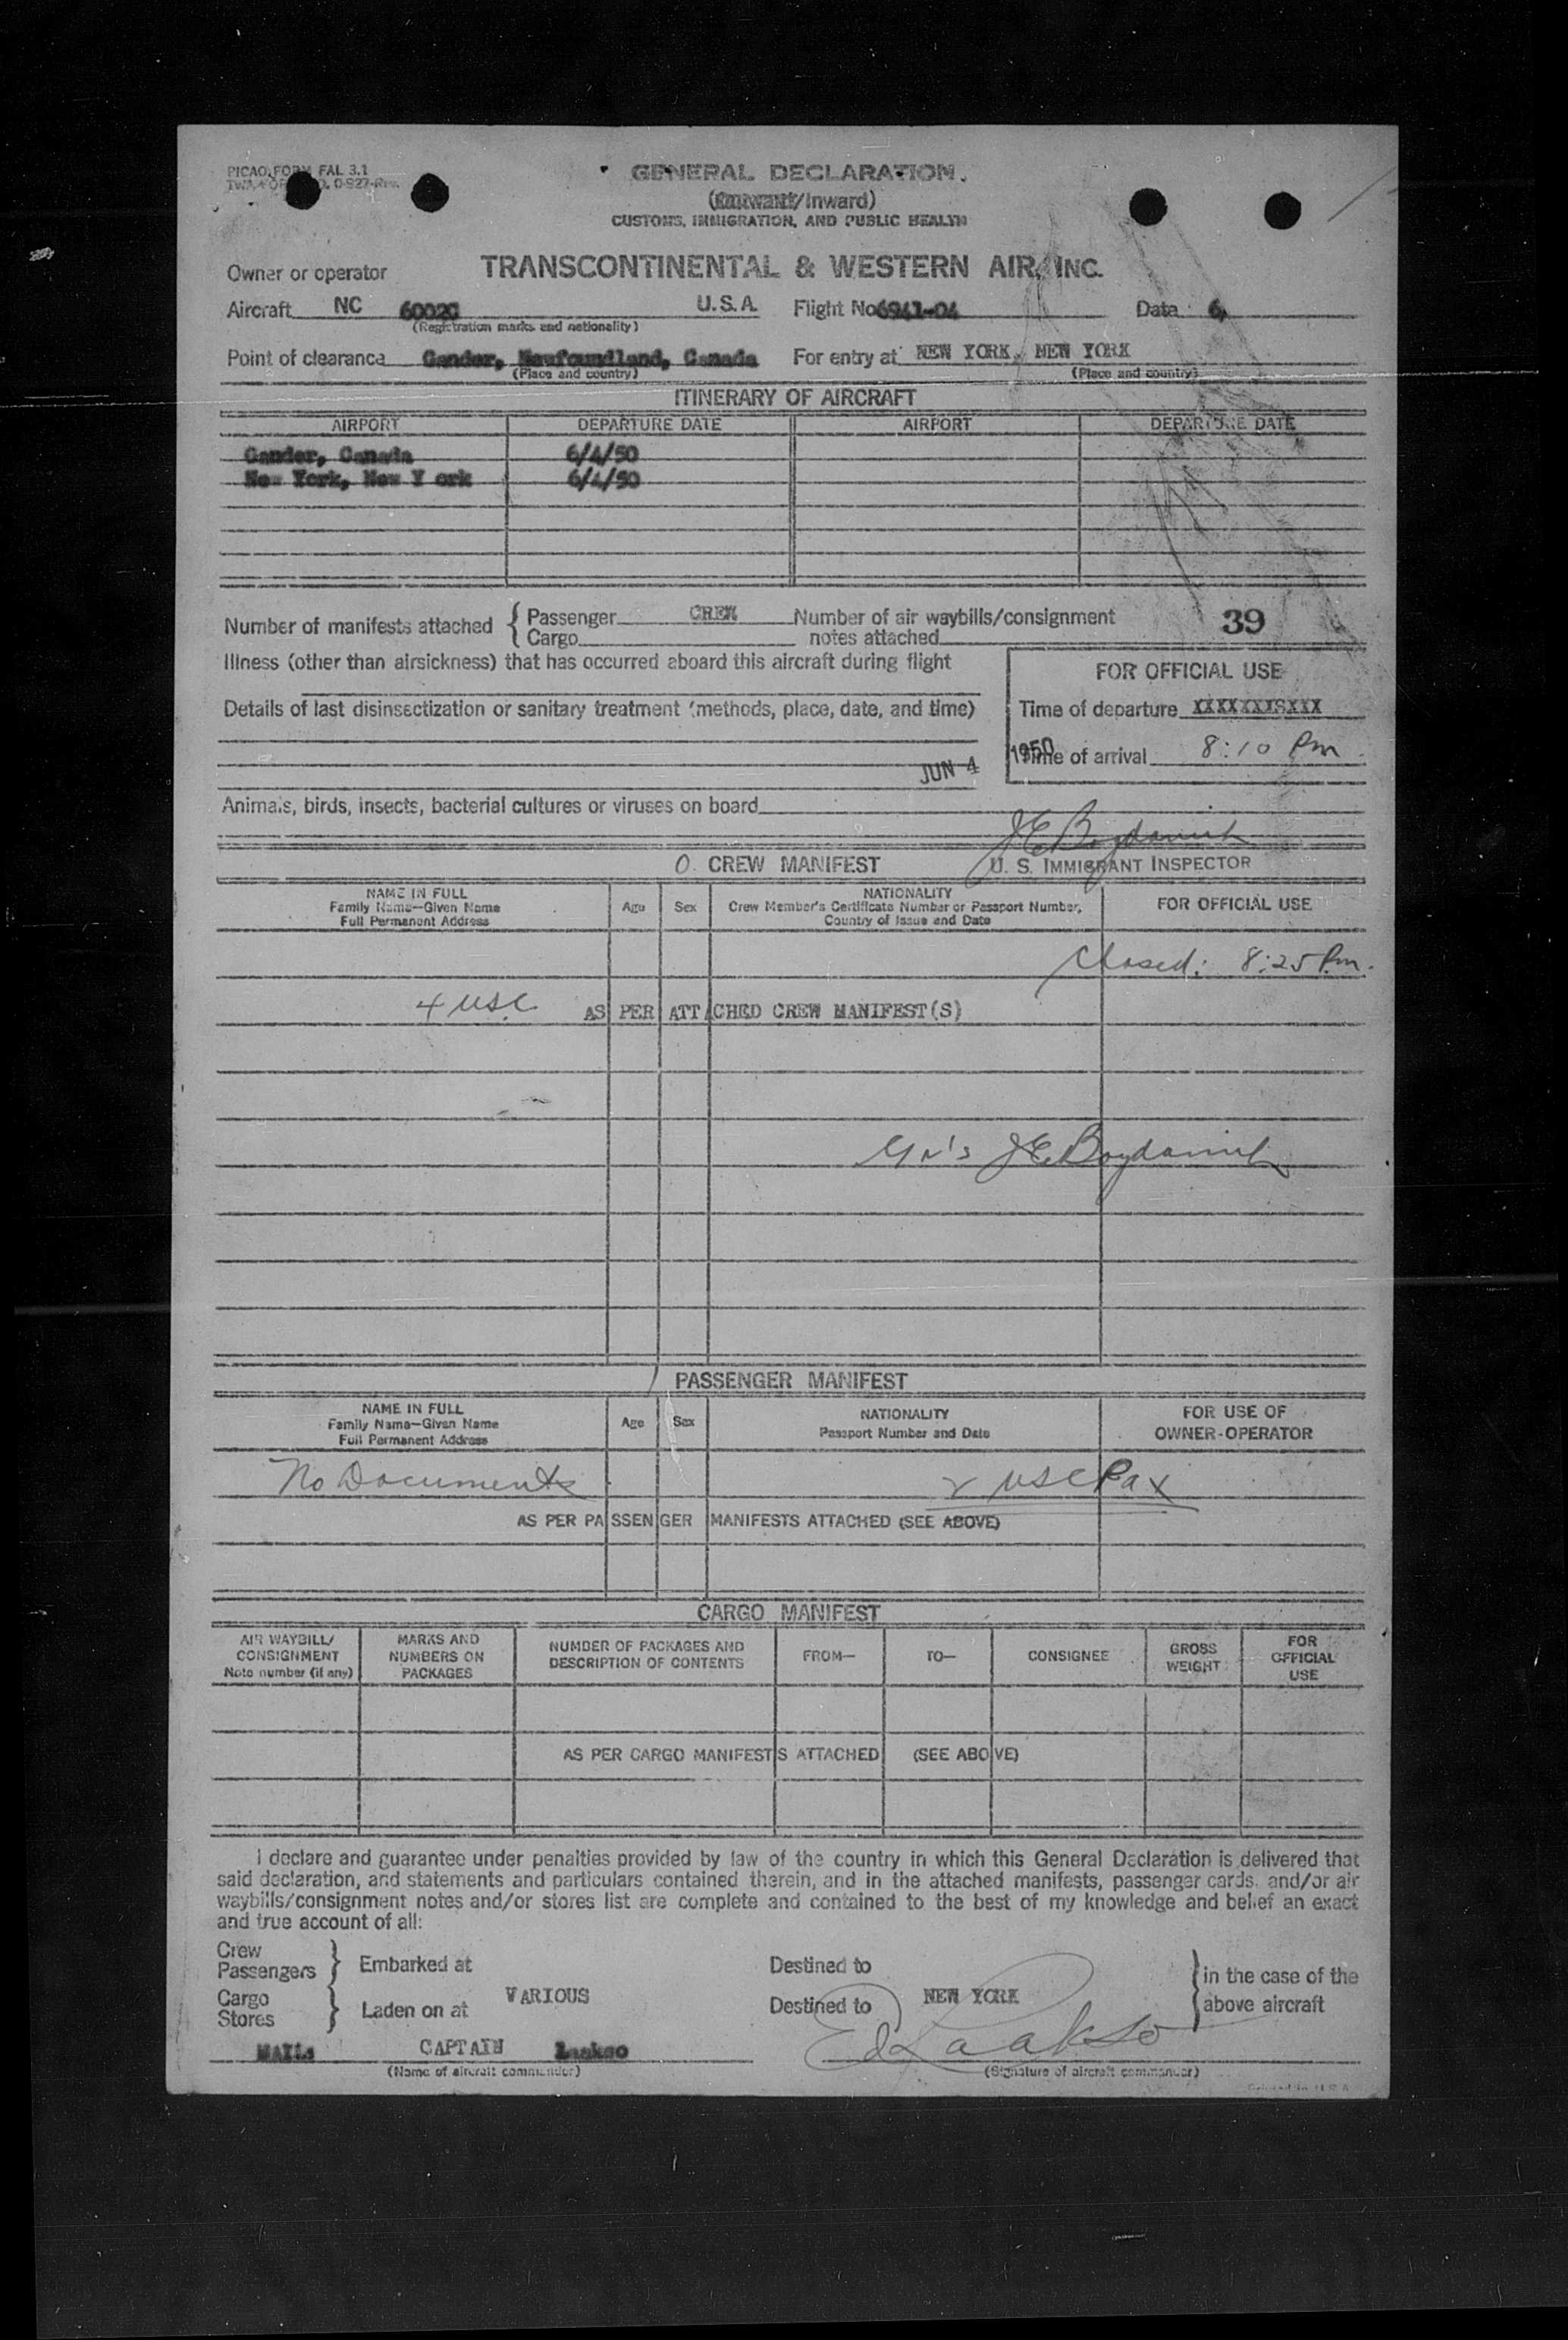 PICAO FORM FAL 3.1
GENERAL DECLARATION
(Outward/Inward)
CUSTOMS, IMMIGRATION, AND PUBLIC HEALTH
Owner or operator TRANSCONTINENTAL & WESTERN AIR, INC.
Aircraft NC 6002C U.S.A. Flight No 6941-04 Date 6,
(Registration marks and nationality)
Point of clearance Gander, Newfoundland, Canada For entry at NEW YORK, NEW YORK
(Place and country) (Place and country)
ITINERARY OF AIRCRAFT
AIRPORT DEPARTURE DATE AIRPORT DEPARTURE DATE
Gander, Canada 6/4/50
New York, New Y ork 6/4/50
Number of manifests attached { Passenger CREW Number of air waybills/consignment 39
Cargo notes attached
Illness (other than airsickness) that has occurred aboard this aircraft during flight
FOR OFFICIAL USE
Details of last disinsectization or sanitary treatment (methods, place, date, and time)
Time of departure XXXXXXXSXXX
JUN 4 1950
Time of arrival 8:10 Pm
Animals, birds, insects, bacterial cultures or viruses on board
O. CREW MANIFEST U. S. IMMIGRANT INSPECTOR
NAME IN FULL
Family Name—Given Name
Full Permanent Address
Age Sex
NATIONALITY
Crew Member's Certificate Number or Passport Number,
Country of Issue and Date
FOR OFFICIAL USE
Closed: 8:25 Pm.
4 USC AS PER ATTACHED CREW MANIFEST(S)
PASSENGER MANIFEST
NAME IN FULL
Family Name—Given Name
Full Permanent Address
Age Sex
NATIONALITY
Passport Number and Date
FOR USE OF
OWNER-OPERATOR
No Documents 2 USC Pax
AS PER PASSENGER MANIFESTS ATTACHED (SEE ABOVE)
CARGO MANIFEST
AIR WAYBILL/
CONSIGNMENT
Note number (if any)
MARKS AND
NUMBERS ON
PACKAGES
NUMBER OF PACKAGES AND
DESCRIPTION OF CONTENTS
FROM—
TO—
CONSIGNEE
GROSS
WEIGHT
FOR
OFFICIAL
USE
AS PER CARGO MANIFESTS ATTACHED (SEE ABOVE)
I declare and guarantee under penalties provided by law of the country in which this General Declaration is delivered that
said declaration, and statements and particulars contained therein, and in the attached manifests, passenger cards, and/or air
waybills/consignment notes and/or stores list are complete and contained to the best of my knowledge and belief an exact
and true account of all:
Crew
Passengers } Embarked at Destined to } in the case of the
VARIOUS NEW YORK
Cargo
Stores } Laden on at Destined to above aircraft
MAILs CAPTAIN Laakso Ed Laakso
(Name of aircraft commander) (Signature of aircraft commander)